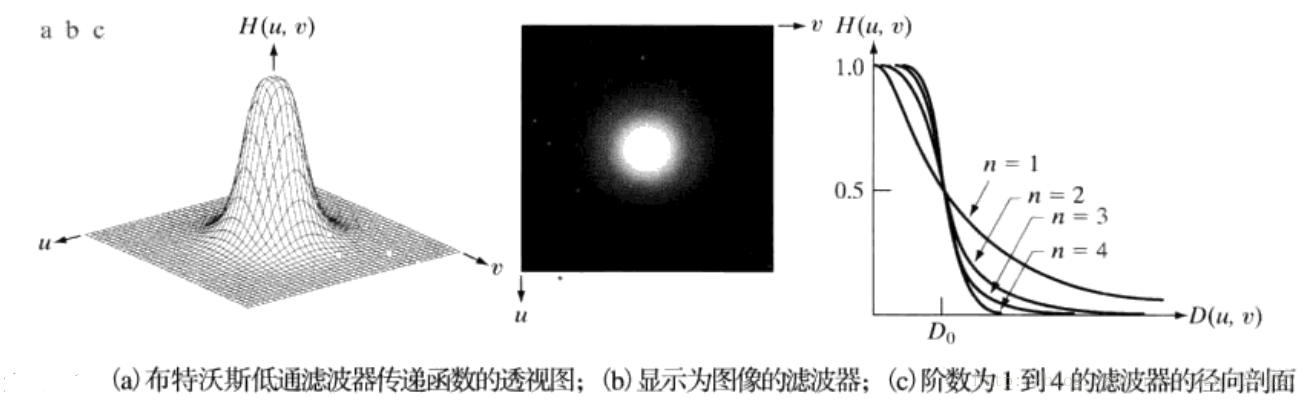 a b c
H(u, v)
u
v
v
u
H(u, v)
1.0
0.5
n = 1
n = 2
n = 3
n = 4
D₀
D(u, v)
(a) 布特沃斯低通滤波器传递函数的透视图；(b) 显示为图像的滤波器；(c) 阶数为 1 到 4 的滤波器的径向剖面